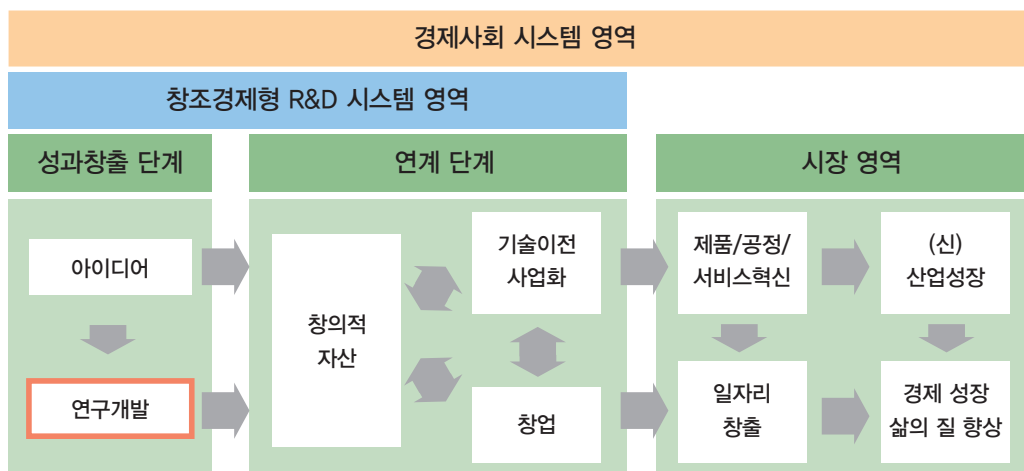 경제사회 시스템 영역
창조경제형 R&D 시스템 영역
성과창출 단계
연계 단계
시장 영역
아이디어
연구개발
창의적
자산
기술이전
사업화
창업
제품/공정/
서비스혁신
(신)
산업성장
일자리
창출
경제 성장
삶의 질 향상